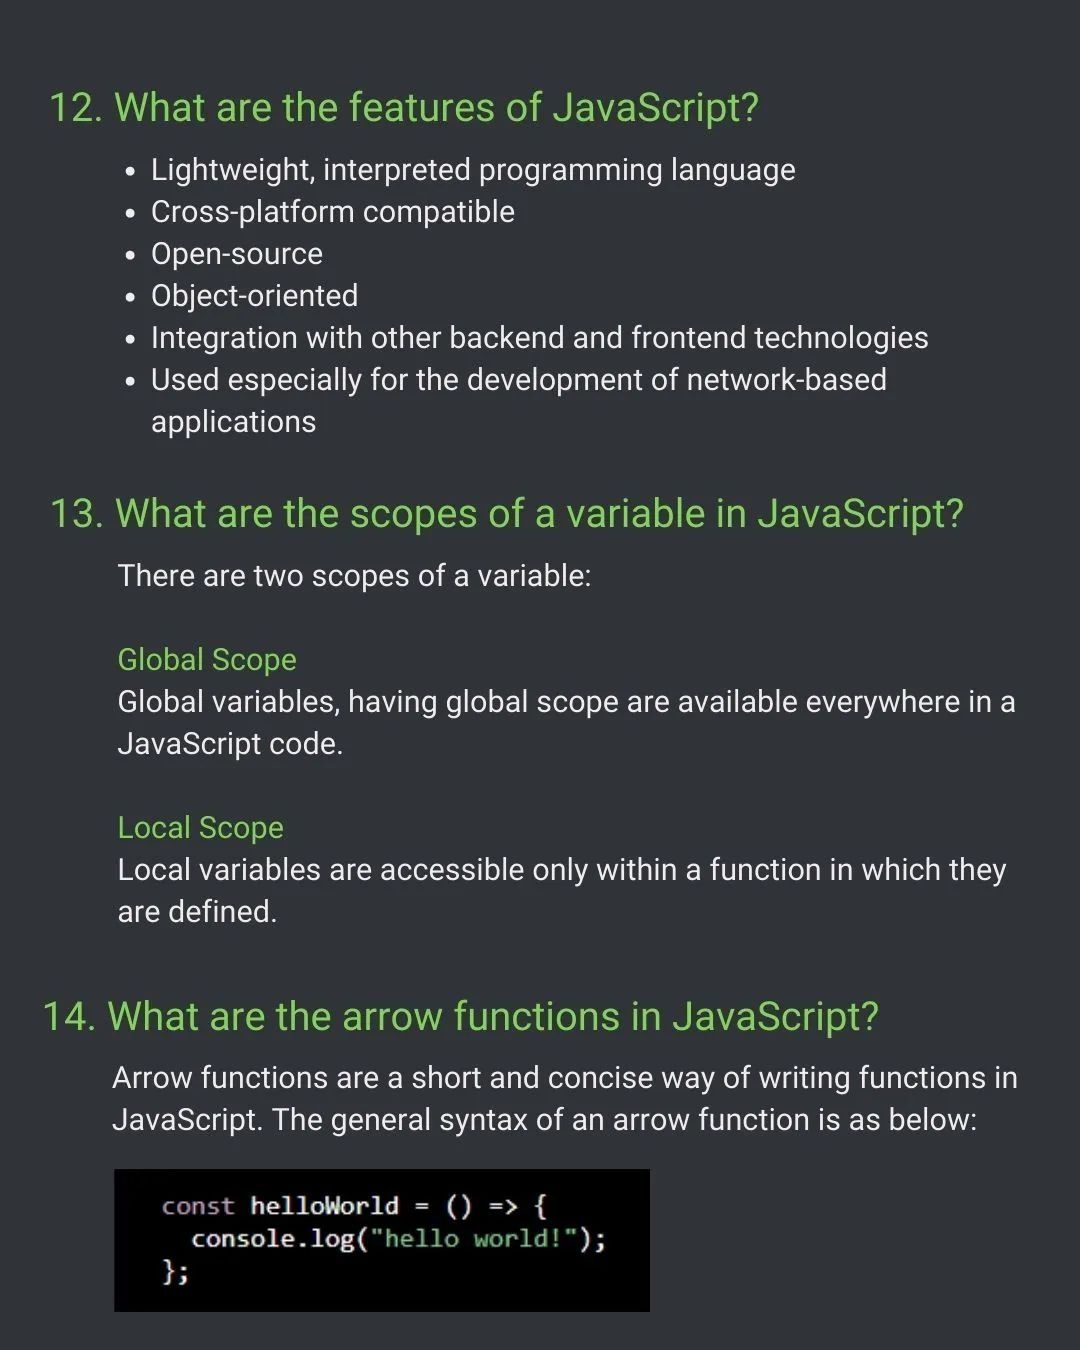 12. What are the features of JavaScript?
• Lightweight, interpreted programming language
• Cross-platform compatible
• Open-source
• Object-oriented
• Integration with other backend and frontend technologies
• Used especially for the development of network-based
applications
13. What are the scopes of a variable in JavaScript?
There are two scopes of a variable:
Global Scope
Global variables, having global scope are available everywhere in a
JavaScript code.
Local Scope
Local variables are accessible only within a function in which they
are defined.
14. What are the arrow functions in JavaScript?
Arrow functions are a short and concise way of writing functions in
JavaScript. The general syntax of an arrow function is as below:
const helloWorld = () => {
console.log("hello world!");
};